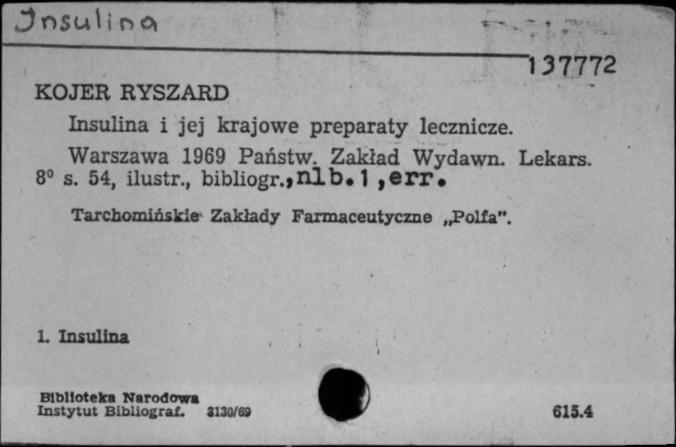 Insulina
137772
KOJER RYSZARD
Insulina i jej krajowe preparaty lecznicze.
Warszawa 1969 Państw. Zakład Wydawn. Lekars.
8⁰ s. 54, ilustr., bibliogr.,nlb.1,err.
Tarchomińskie Zakłady Farmaceutyczne „Polfa”.
1. Insulina
Biblioteka Narodowa
Instytut Bibliograf. 3130/69
615.4